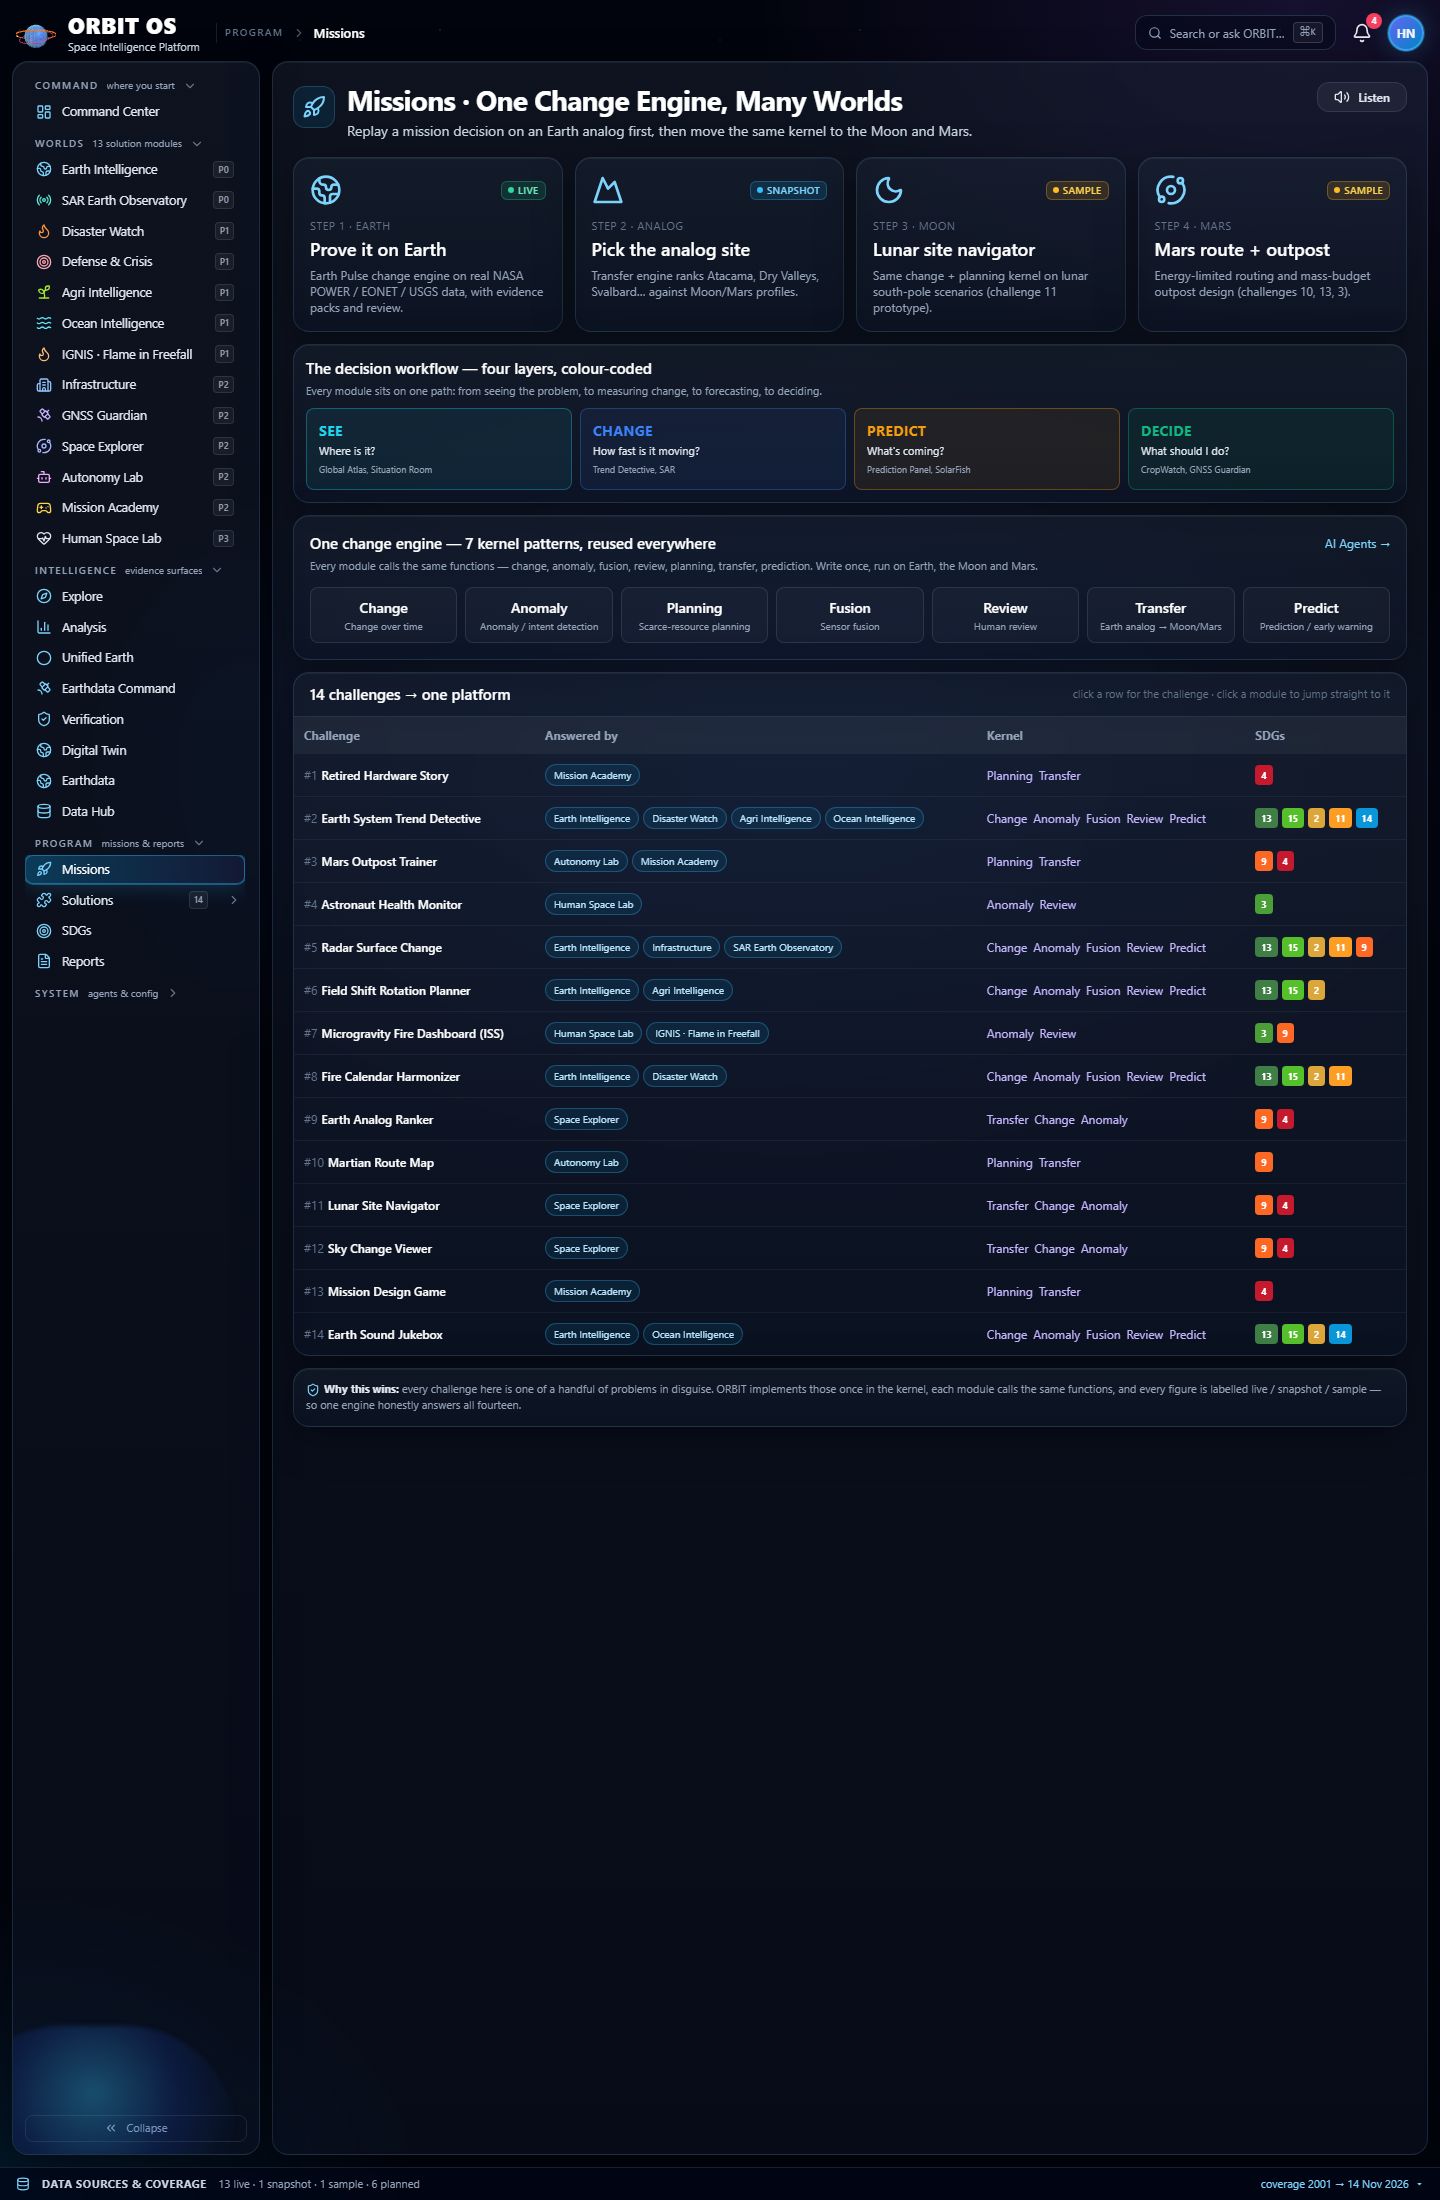 ORBIT OS
Space Intelligence Platform
PROGRAM > Missions
Search or ask ORBIT... ⌘K
4
HN
COMMAND where you start
Command Center
WORLDS 13 solution modules
Earth Intelligence P0
SAR Earth Observatory P0
Disaster Watch P1
Defense & Crisis P1
Agri Intelligence P1
Ocean Intelligence P1
IGNIS · Flame in Freefall P1
Infrastructure P2
GNSS Guardian P2
Space Explorer P2
Autonomy Lab P2
Mission Academy P2
Human Space Lab P3
INTELLIGENCE evidence surfaces
Explore
Analysis
Unified Earth
Earthdata Command
Verification
Digital Twin
Earthdata
Data Hub
PROGRAM missions & reports
Missions
Solutions 14
SDGs
Reports
SYSTEM agents & config
Collapse
Missions · One Change Engine, Many Worlds
Replay a mission decision on an Earth analog first, then move the same kernel to the Moon and Mars.
Listen
LIVE
STEP 1 · EARTH
Prove it on Earth
Earth Pulse change engine on real NASA
POWER / EONET / USGS data, with evidence
packs and review.
SNAPSHOT
STEP 2 · ANALOG
Pick the analog site
Transfer engine ranks Atacama, Dry Valleys,
Svalbard... against Moon/Mars profiles.
SAMPLE
STEP 3 · MOON
Lunar site navigator
Same change + planning kernel on lunar
south-pole scenarios (challenge 11
prototype).
SAMPLE
STEP 4 · MARS
Mars route + outpost
Energy-limited routing and mass-budget
outpost design (challenges 10, 13, 3).
The decision workflow — four layers, colour-coded
Every module sits on one path: from seeing the problem, to measuring change, to forecasting, to deciding.
SEE
Where is it?
Global Atlas, Situation Room
CHANGE
How fast is it moving?
Trend Detective, SAR
PREDICT
What's coming?
Prediction Panel, SolarFish
DECIDE
What should I do?
CropWatch, GNSS Guardian
One change engine — 7 kernel patterns, reused everywhere
AI Agents →
Every module calls the same functions — change, anomaly, fusion, review, planning, transfer, prediction. Write once, run on Earth, the Moon and Mars.
Change
Change over time
Anomaly
Anomaly / intent detection
Planning
Scarce-resource planning
Fusion
Sensor fusion
Review
Human review
Transfer
Earth analog → Moon/Mars
Predict
Prediction / early warning
14 challenges → one platform
click a row for the challenge · click a module to jump straight to it
Challenge Answered by Kernel SDGs
#1 Retired Hardware Story Mission Academy Planning Transfer 4
#2 Earth System Trend Detective Earth Intelligence Disaster Watch Agri Intelligence Ocean Intelligence Change Anomaly Fusion Review Predict 13 15 2 11 14
#3 Mars Outpost Trainer Autonomy Lab Mission Academy Planning Transfer 9 4
#4 Astronaut Health Monitor Human Space Lab Anomaly Review 3
#5 Radar Surface Change Earth Intelligence Infrastructure SAR Earth Observatory Change Anomaly Fusion Review Predict 13 15 2 11 9
#6 Field Shift Rotation Planner Earth Intelligence Agri Intelligence Change Anomaly Fusion Review Predict 13 15 2
#7 Microgravity Fire Dashboard (ISS) Human Space Lab IGNIS · Flame in Freefall Anomaly Review 3 9
#8 Fire Calendar Harmonizer Earth Intelligence Disaster Watch Change Anomaly Fusion Review Predict 13 15 2 11
#9 Earth Analog Ranker Space Explorer Transfer Change Anomaly 9 4
#10 Martian Route Map Autonomy Lab Planning Transfer 9
#11 Lunar Site Navigator Space Explorer Transfer Change Anomaly 9 4
#12 Sky Change Viewer Space Explorer Transfer Change Anomaly 9 4
#13 Mission Design Game Mission Academy Planning Transfer 4
#14 Earth Sound Jukebox Earth Intelligence Ocean Intelligence Change Anomaly Fusion Review Predict 13 15 2 14
Why this wins: every challenge here is one of a handful of problems in disguise. ORBIT implements those once in the kernel, each module calls the same functions, and every figure is labelled live / snapshot / sample —
so one engine honestly answers all fourteen.
DATA SOURCES & COVERAGE 13 live · 1 snapshot · 1 sample · 6 planned
coverage 2001 → 14 Nov 2026